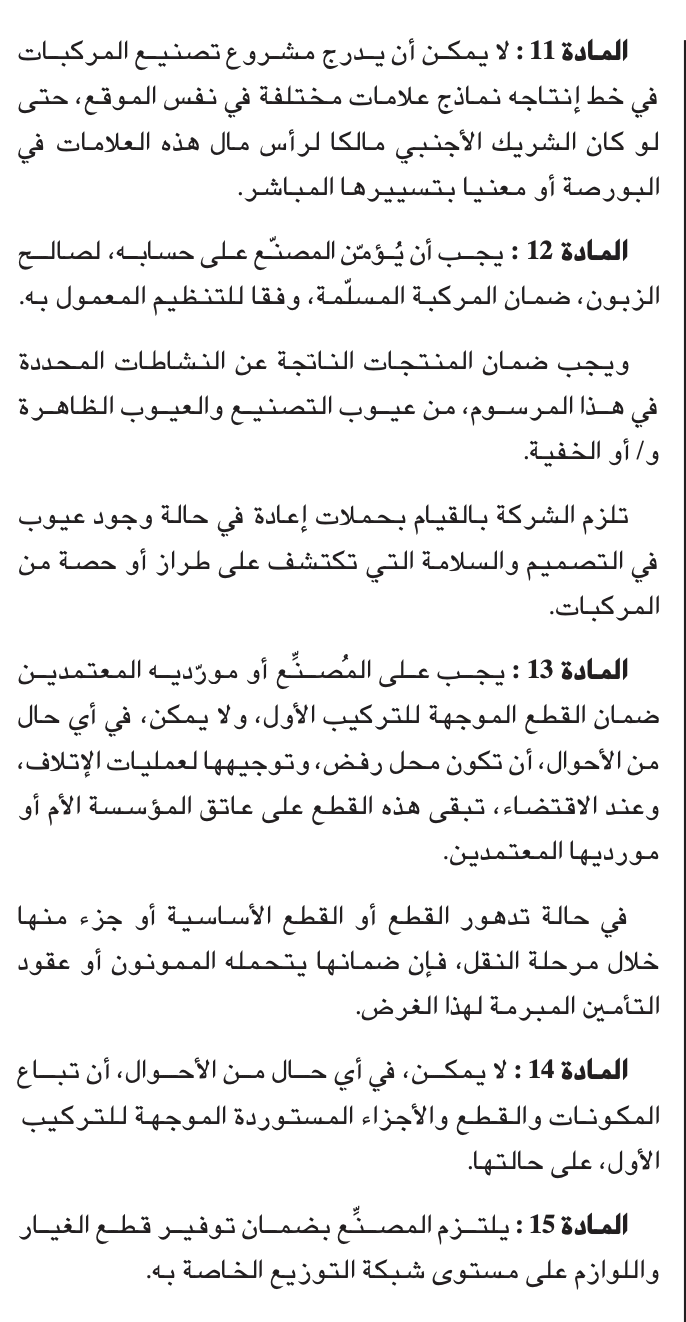 المادة 11 : لا يمكن أن يدرج مشروع تصنيع المركبات
في خط إنتاجه نماذج علامات مختلفة في نفس الموقع، حتى
لو كان الشريك الأجنبي مالكا لرأس مال هذه العلامات في
البورصة أو معنيا بتسييرها المباشر.
المادة 12 : يجب أن يُؤمّن المصنّع على حسابه، لصالح
الزبون، ضمان المركبة المسلّمة، وفقا للتنظيم المعمول به.
ويجب ضمان المنتجات الناتجة عن النشاطات المحددة
في هذا المرسوم، من عيوب التصنيع والعيوب الظاهرة
و/ أو الخفية.
تلزم الشركة بالقيام بحملات إعادة في حالة وجود عيوب
في التصميم والسلامة التي تكتشف على طراز أو حصة من
المركبات.
المادة 13 : يجب على المُصنِّع أو مورّديه المعتمدين
ضمان القطع الموجهة للتركيب الأول، ولا يمكن، في أي حال
من الأحوال، أن تكون محل رفض، وتوجيهها لعمليات الإتلاف،
وعند الاقتضاء، تبقى هذه القطع على عاتق المؤسسة الأم أو
مورديها المعتمدين.
في حالة تدهور القطع أو القطع الأساسية أو جزء منها
خلال مرحلة النقل، فإن ضمانها يتحمله الممونون أو عقود
التأمين المبرمة لهذا الغرض.
المادة 14 : لا يمكن، في أي حال من الأحوال، أن تباع
المكونات والقطع والأجزاء المستوردة الموجهة للتركيب
الأول، على حالتها.
المادة 15 : يلتزم المصنِّع بضمان توفير قطع الغيار
واللوازم على مستوى شبكة التوزيع الخاصة به.